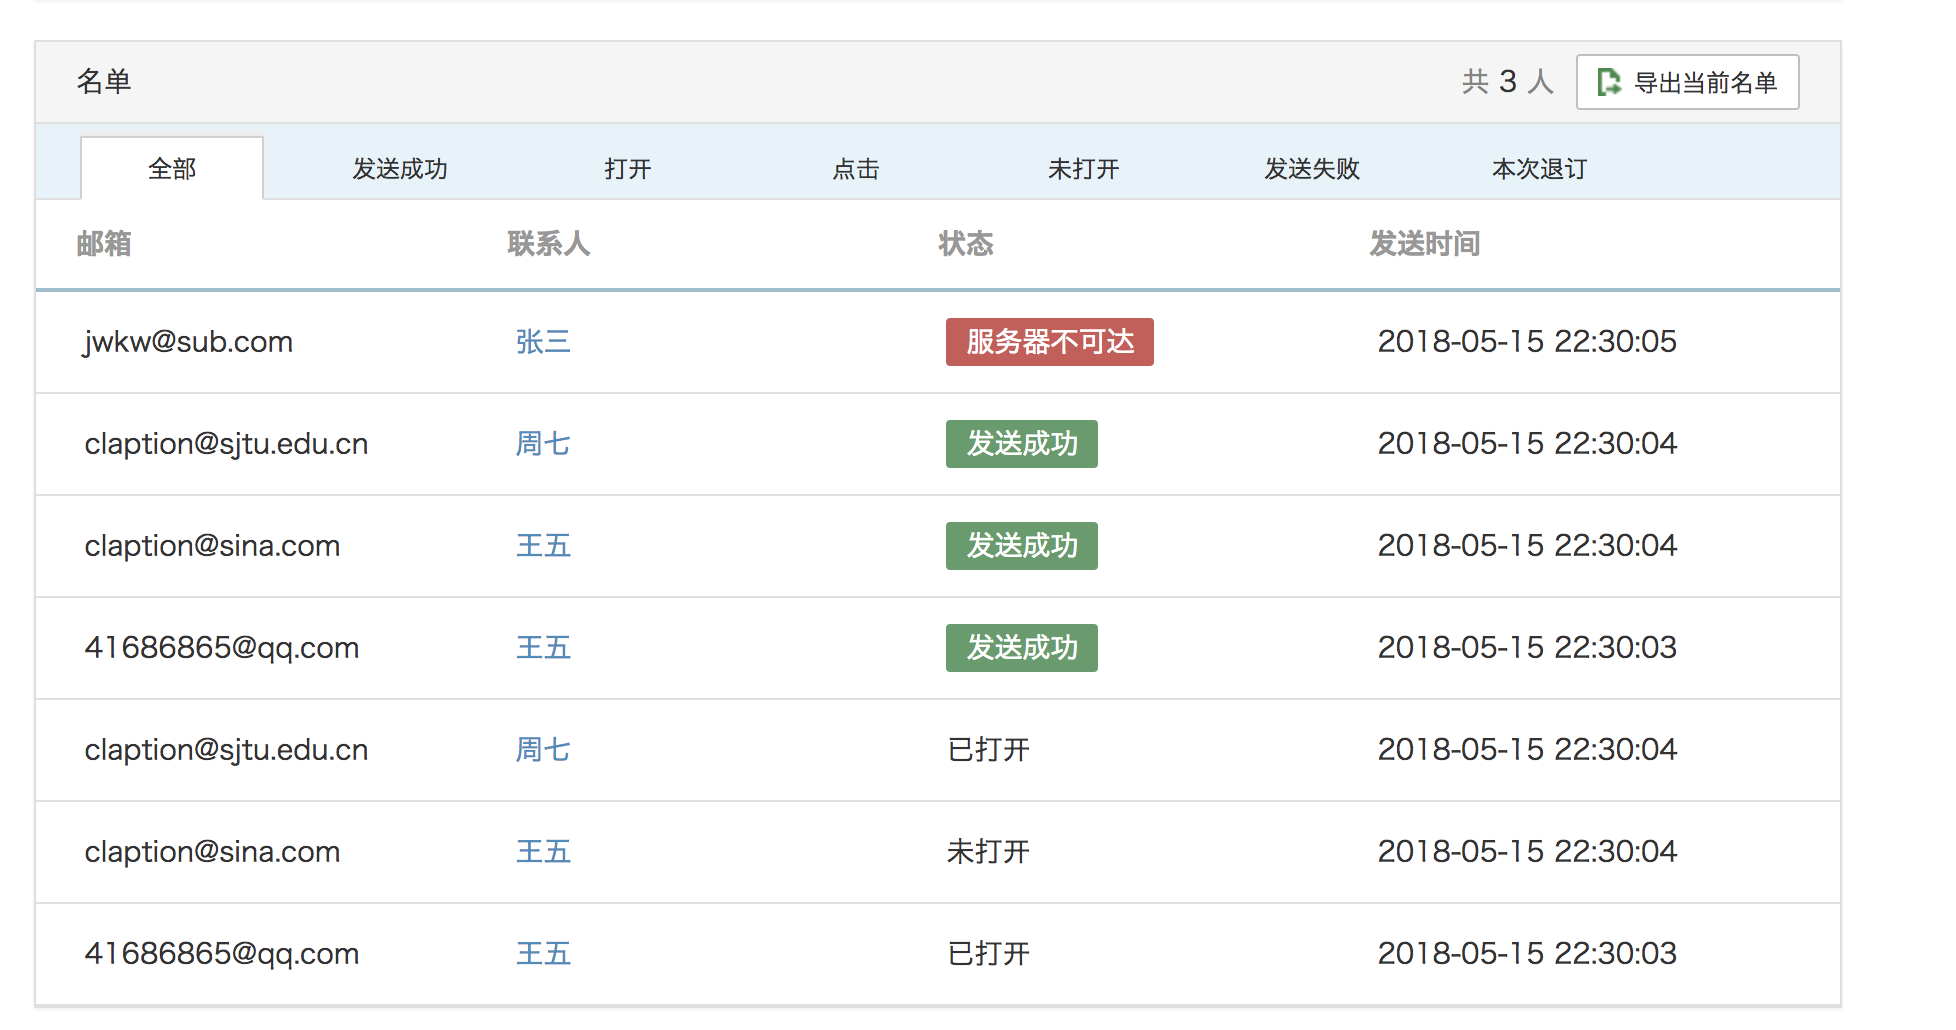 名单 共 3 人 导出当前名单
全部 发送成功 打开 点击 未打开 发送失败 本次退订
邮箱 联系人 状态 发送时间
jwkw@sub.com 张三 服务器不可达 2018-05-15 22:30:05
claption@sjtu.edu.cn 周七 发送成功 2018-05-15 22:30:04
claption@sina.com 王五 发送成功 2018-05-15 22:30:04
41686865@qq.com 王五 发送成功 2018-05-15 22:30:03
claption@sjtu.edu.cn 周七 已打开 2018-05-15 22:30:04
claption@sina.com 王五 未打开 2018-05-15 22:30:04
41686865@qq.com 王五 已打开 2018-05-15 22:30:03